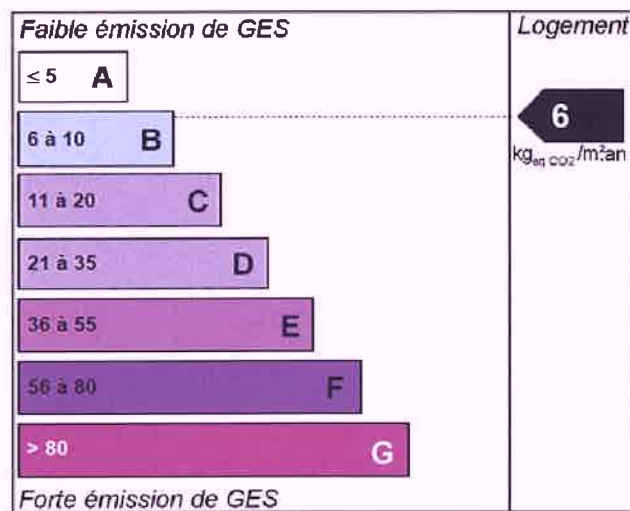 Faible émission de GES
Logement
≤ 5 A
6 à 10 B
6
kgeq CO2/m².an
11 à 20 C
21 à 35 D
36 à 55 E
56 à 80 F
> 80 G
Forte émission de GES